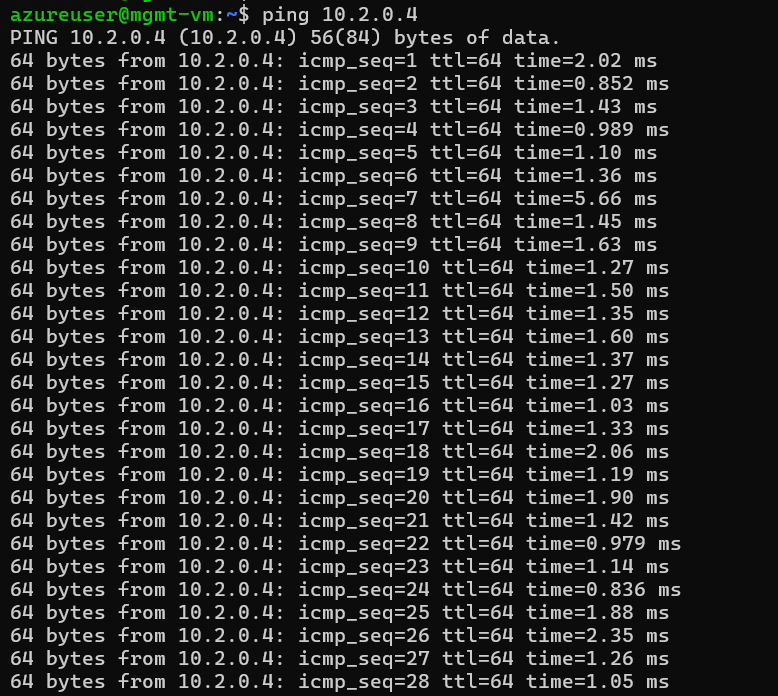 azureuser@mgmt-vm:~$ ping 10.2.0.4
PING 10.2.0.4 (10.2.0.4) 56(84) bytes of data.
64 bytes from 10.2.0.4: icmp_seq=1 ttl=64 time=2.02 ms
64 bytes from 10.2.0.4: icmp_seq=2 ttl=64 time=0.852 ms
64 bytes from 10.2.0.4: icmp_seq=3 ttl=64 time=1.43 ms
64 bytes from 10.2.0.4: icmp_seq=4 ttl=64 time=0.989 ms
64 bytes from 10.2.0.4: icmp_seq=5 ttl=64 time=1.10 ms
64 bytes from 10.2.0.4: icmp_seq=6 ttl=64 time=1.36 ms
64 bytes from 10.2.0.4: icmp_seq=7 ttl=64 time=5.66 ms
64 bytes from 10.2.0.4: icmp_seq=8 ttl=64 time=1.45 ms
64 bytes from 10.2.0.4: icmp_seq=9 ttl=64 time=1.63 ms
64 bytes from 10.2.0.4: icmp_seq=10 ttl=64 time=1.27 ms
64 bytes from 10.2.0.4: icmp_seq=11 ttl=64 time=1.50 ms
64 bytes from 10.2.0.4: icmp_seq=12 ttl=64 time=1.35 ms
64 bytes from 10.2.0.4: icmp_seq=13 ttl=64 time=1.60 ms
64 bytes from 10.2.0.4: icmp_seq=14 ttl=64 time=1.37 ms
64 bytes from 10.2.0.4: icmp_seq=15 ttl=64 time=1.27 ms
64 bytes from 10.2.0.4: icmp_seq=16 ttl=64 time=1.03 ms
64 bytes from 10.2.0.4: icmp_seq=17 ttl=64 time=1.33 ms
64 bytes from 10.2.0.4: icmp_seq=18 ttl=64 time=2.06 ms
64 bytes from 10.2.0.4: icmp_seq=19 ttl=64 time=1.19 ms
64 bytes from 10.2.0.4: icmp_seq=20 ttl=64 time=1.90 ms
64 bytes from 10.2.0.4: icmp_seq=21 ttl=64 time=1.42 ms
64 bytes from 10.2.0.4: icmp_seq=22 ttl=64 time=0.979 ms
64 bytes from 10.2.0.4: icmp_seq=23 ttl=64 time=1.14 ms
64 bytes from 10.2.0.4: icmp_seq=24 ttl=64 time=0.836 ms
64 bytes from 10.2.0.4: icmp_seq=25 ttl=64 time=1.88 ms
64 bytes from 10.2.0.4: icmp_seq=26 ttl=64 time=2.35 ms
64 bytes from 10.2.0.4: icmp_seq=27 ttl=64 time=1.26 ms
64 bytes from 10.2.0.4: icmp_seq=28 ttl=64 time=1.05 ms